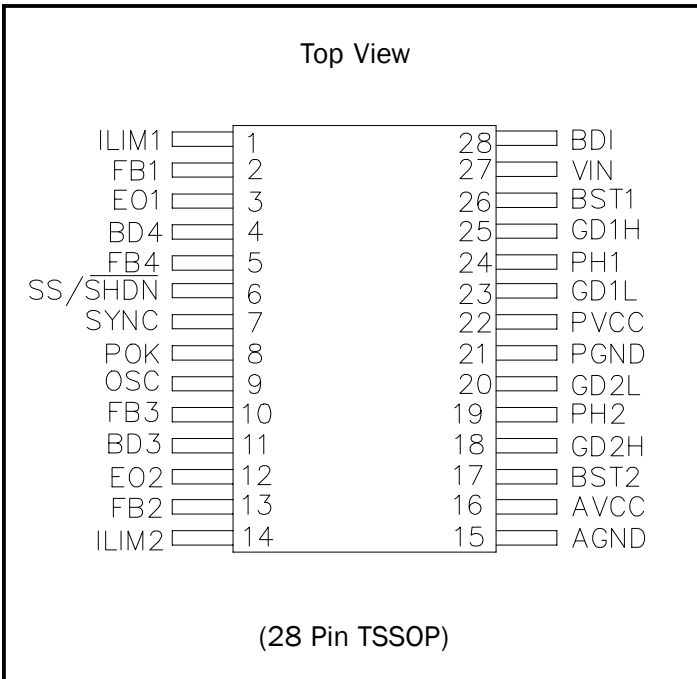 Top View
ILIM1 1 28 BDI
FB1 2 27 VIN
EO1 3 26 BST1
BD4 4 25 GD1H
FB4 5 24 PH1
SS/SHDN 6 23 GD1L
SYNC 7 22 PVCC
POK 8 21 PGND
OSC 9 20 GD2L
FB3 10 19 PH2
BD3 11 18 GD2H
EO2 12 17 BST2
FB2 13 16 AVCC
ILIM2 14 15 AGND
(28 Pin TSSOP)